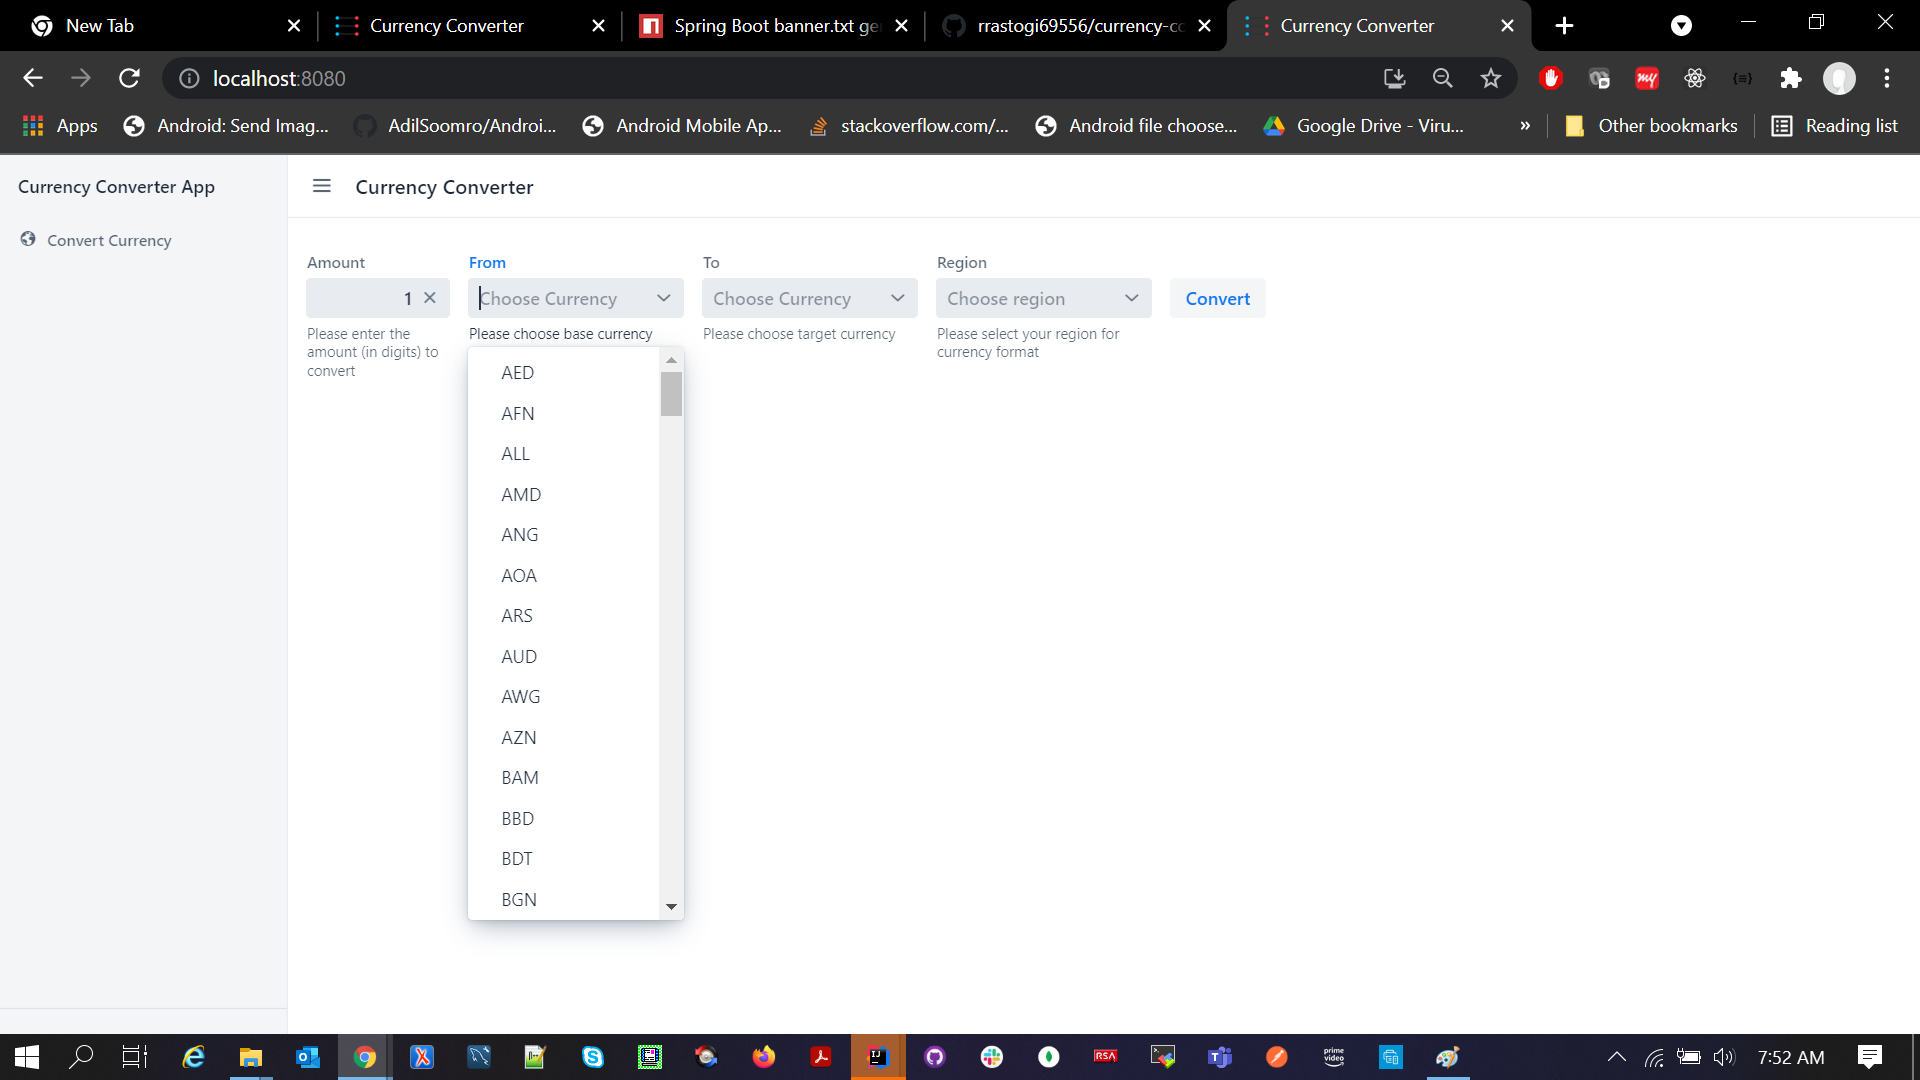 New Tab
Currency Converter
Spring Boot banner.txt ge
rrastogi69556/currency-co
Currency Converter
localhost:8080
Apps
Android: Send Imag...
AdilSoomro/Androi...
Android Mobile Ap...
stackoverflow.com/...
Android file choose...
Google Drive - Viru...
»
Other bookmarks
Reading list
Currency Converter App
Currency Converter
Convert Currency
Amount
From
To
Region
1
Choose Currency
Choose Currency
Choose region
Convert
Please enter the
amount (in digits) to
convert
Please choose base currency
Please choose target currency
Please select your region for
currency format
AED
AFN
ALL
AMD
ANG
AOA
ARS
AUD
AWG
AZN
BAM
BBD
BDT
BGN
RSA
prime video
7:52 AM